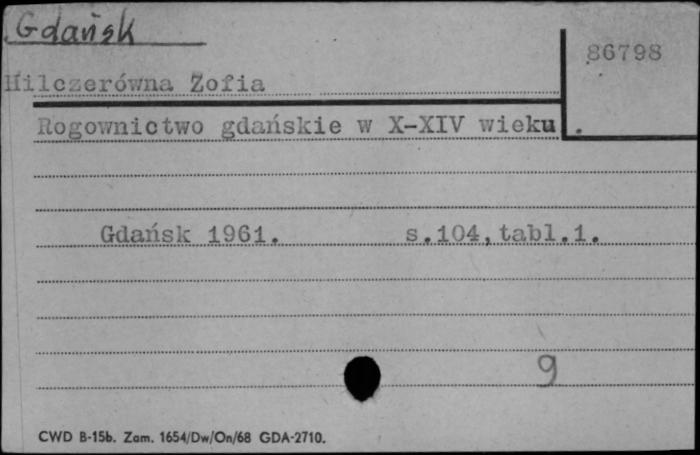 Gdańsk
86798
Hilczerówna Zofia
Rogownictwo gdańskie w X-XIV wieku.
Gdańsk 1961. s.104,tabl.1.
9
CWD B-15b. Zam. 1654/Dw/On/68 GDA-2710.